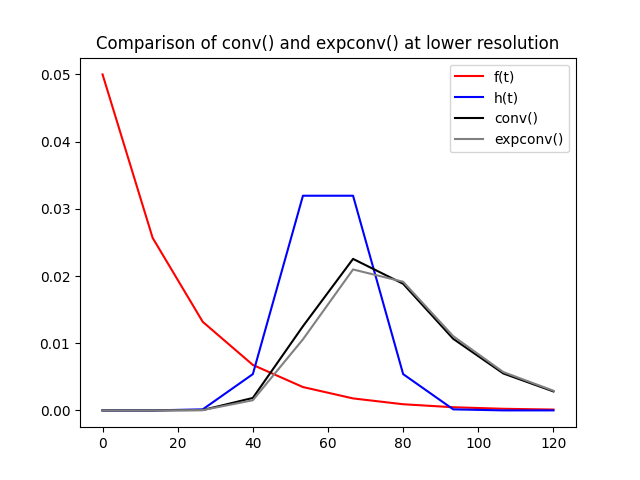 Comparison of conv() and expconv() at lower resolution
f(t)
h(t)
conv()
expconv()
0.05
0.04
0.03
0.02
0.01
0.00
0 20 40 60 80 100 120